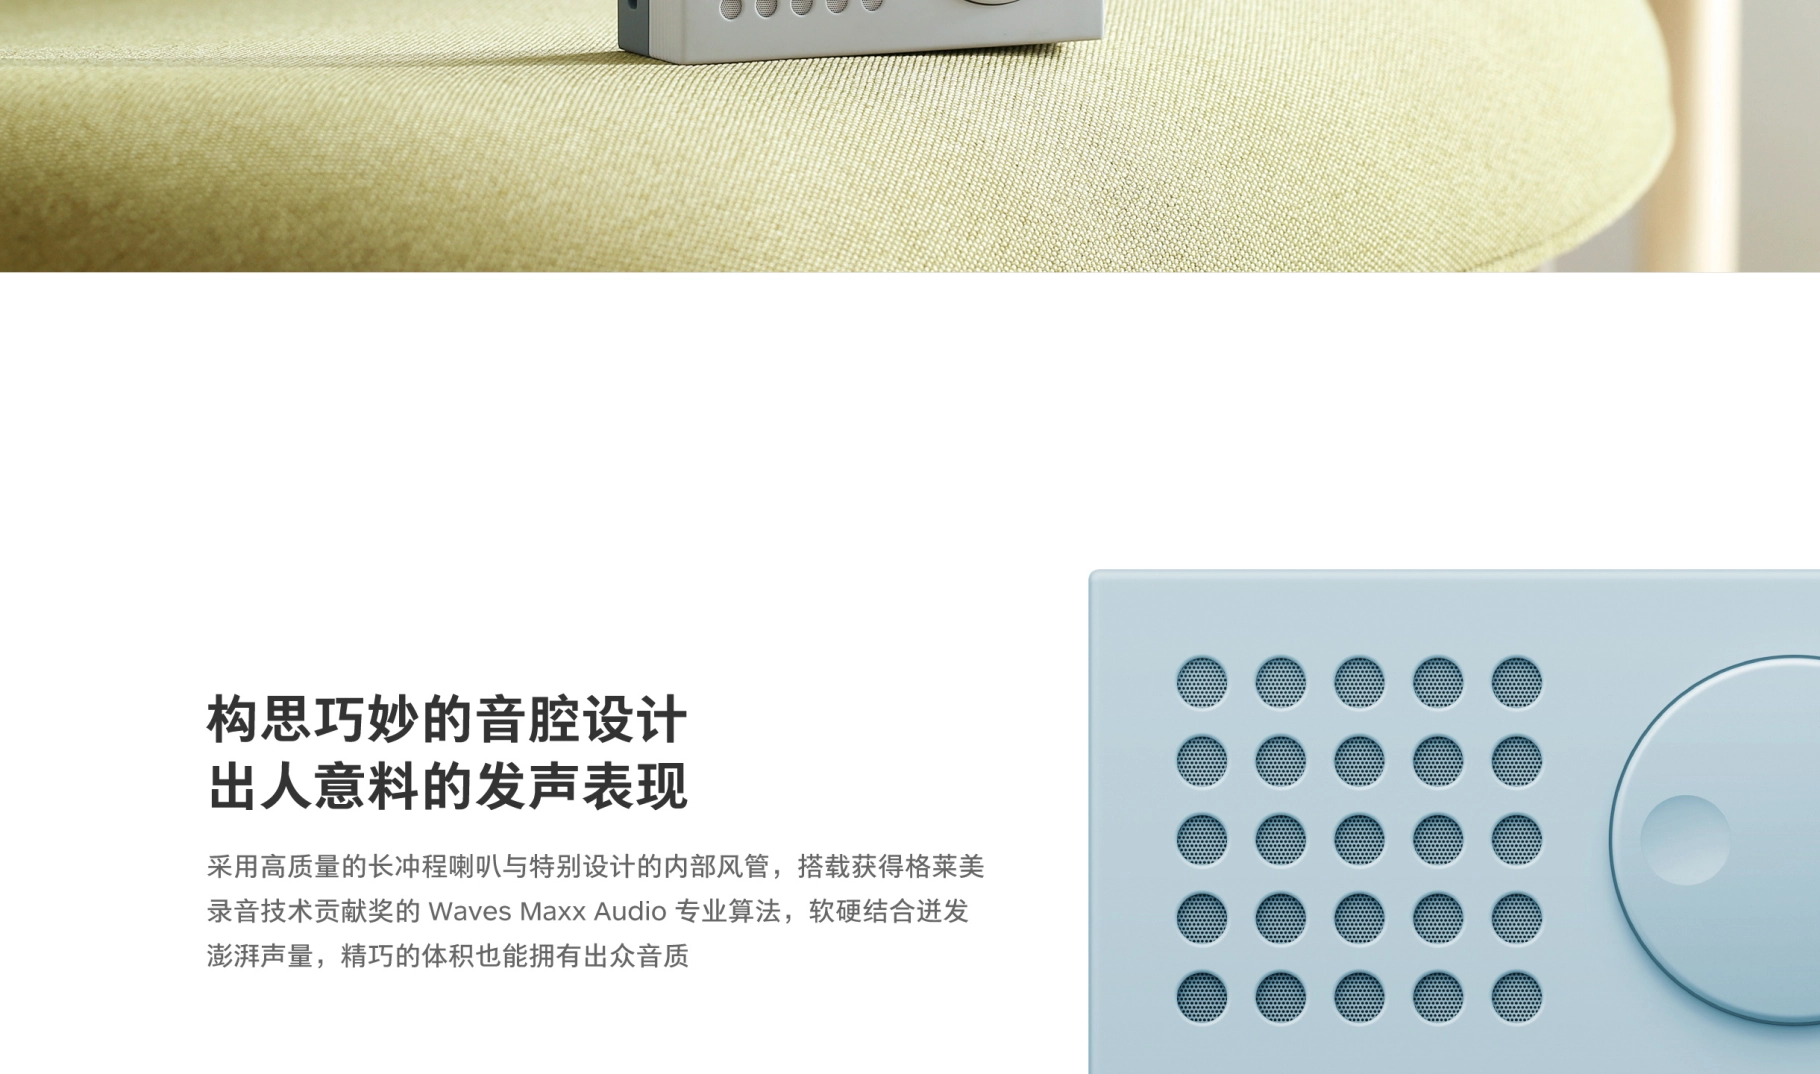 构思巧妙的音腔设计
出人意料的发声表现
采用高质量的长冲程喇叭与特别设计的内部风管，搭载获得格莱美
录音技术贡献奖的 Waves Maxx Audio 专业算法，软硬结合迸发
澎湃声量，精巧的体积也能拥有出众音质